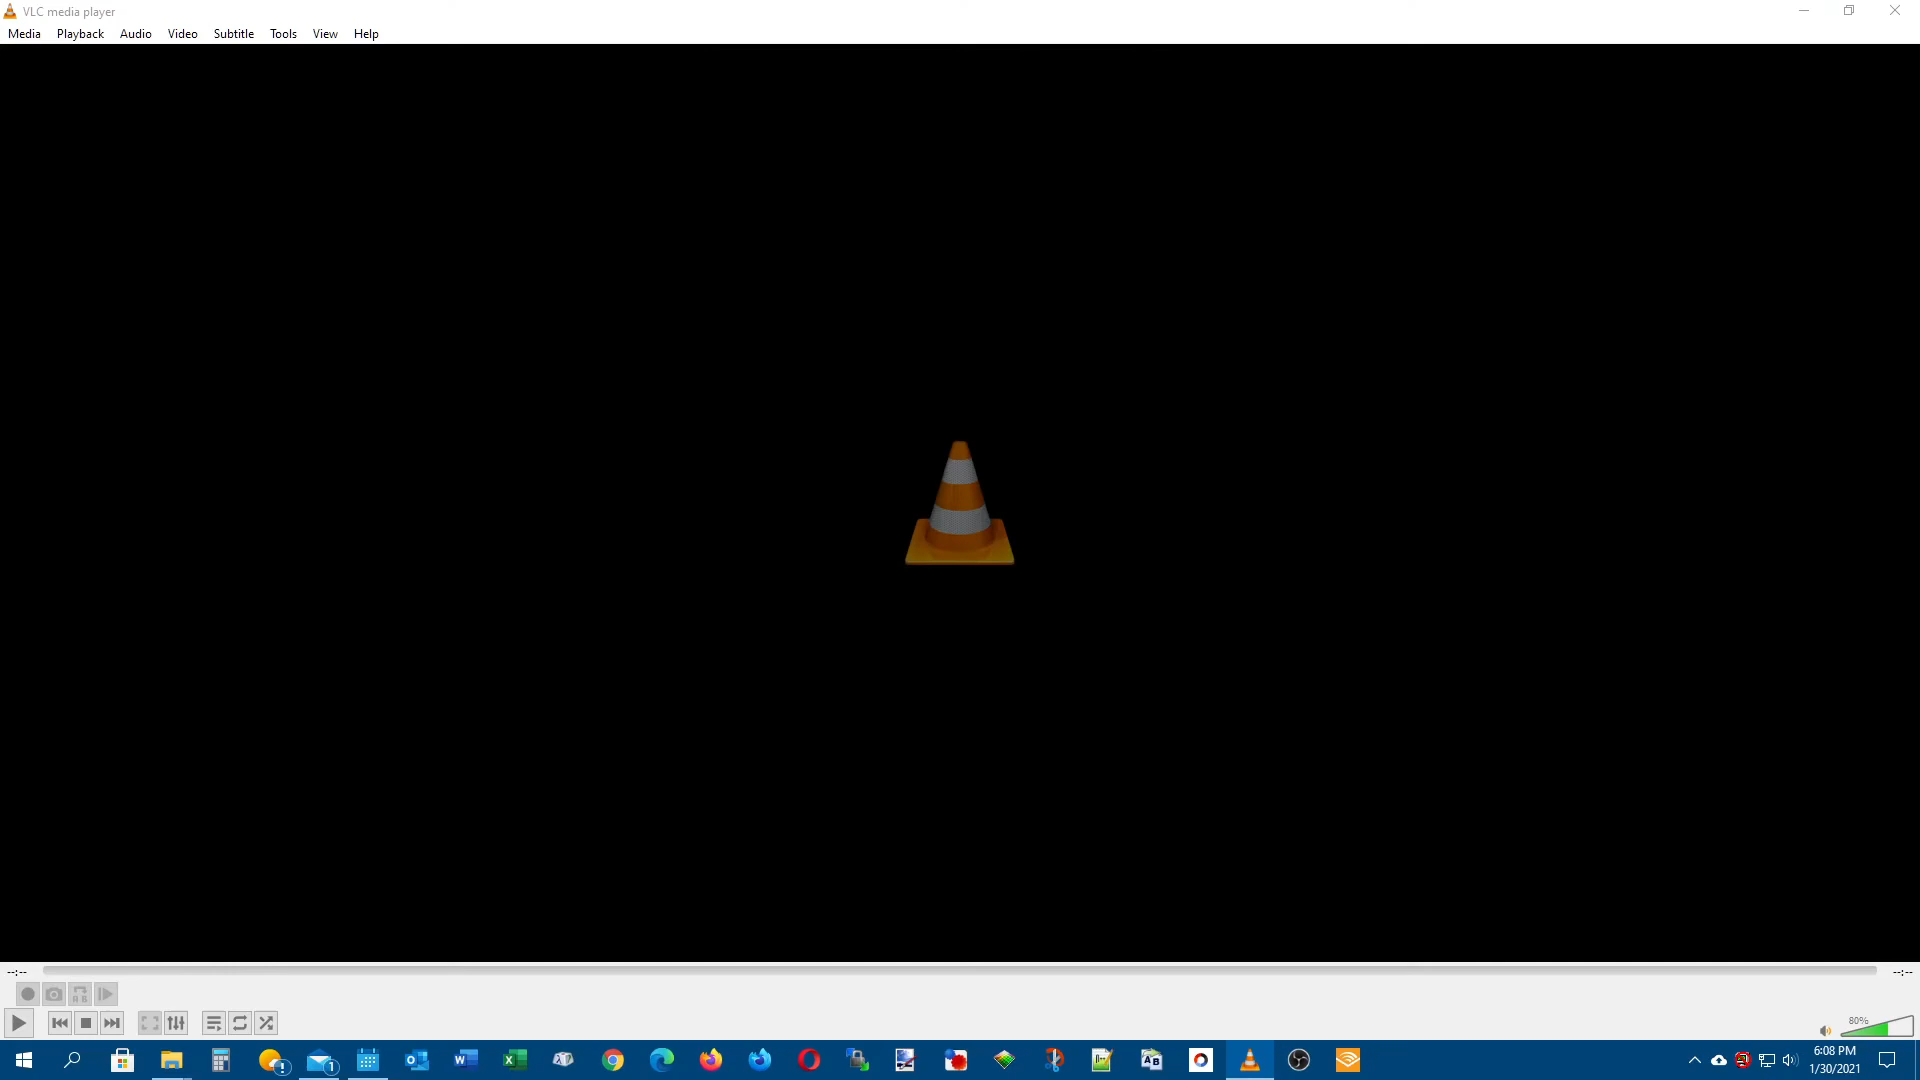 VLC media player
Media Playback Audio Video Subtitle Tools View Help
--:-- --:--
80%
6:08 PM
1/30/2021